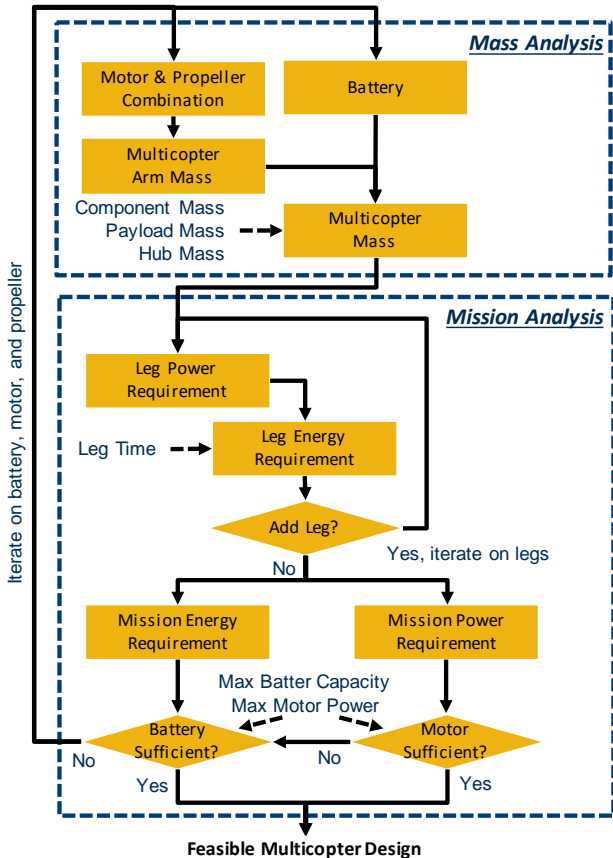 Mass Analysis
Motor & Propeller
Combination
Battery
Multicopter
Arm Mass
Component Mass
Payload Mass
Hub Mass
Multicopter
Mass
Iterate on battery, motor, and propeller
Mission Analysis
Leg Power
Requirement
Leg Time
Leg Energy
Requirement
Add Leg?
Yes, iterate on legs
No
Mission Energy
Requirement
Mission Power
Requirement
Max Batter Capacity
Max Motor Power
Battery
Sufficient?
Motor
Sufficient?
No
No
Yes
Yes
Feasible Multicopter Design